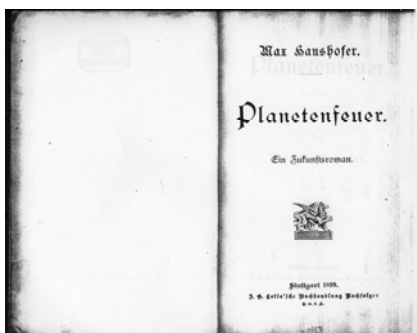 Max Haushofer.
Planetenfeuer.
Ein Zukunftsroman.
Stuttgart 1899.
J. G. Cotta'sche Buchhandlung Nachfolger
G. m. b. H.